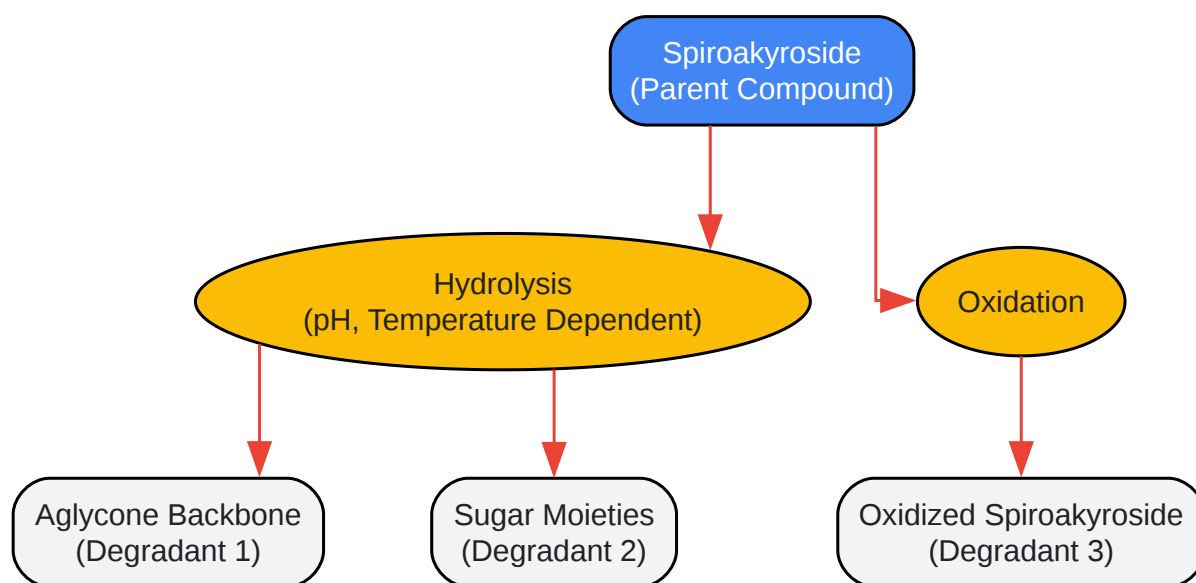 Spiroakyroside
(Parent Compound)
Hydrolysis
(pH, Temperature Dependent)
Oxidation
Aglycone Backbone
(Degradant 1)
Sugar Moieties
(Degradant 2)
Oxidized Spiroakyroside
(Degradant 3)